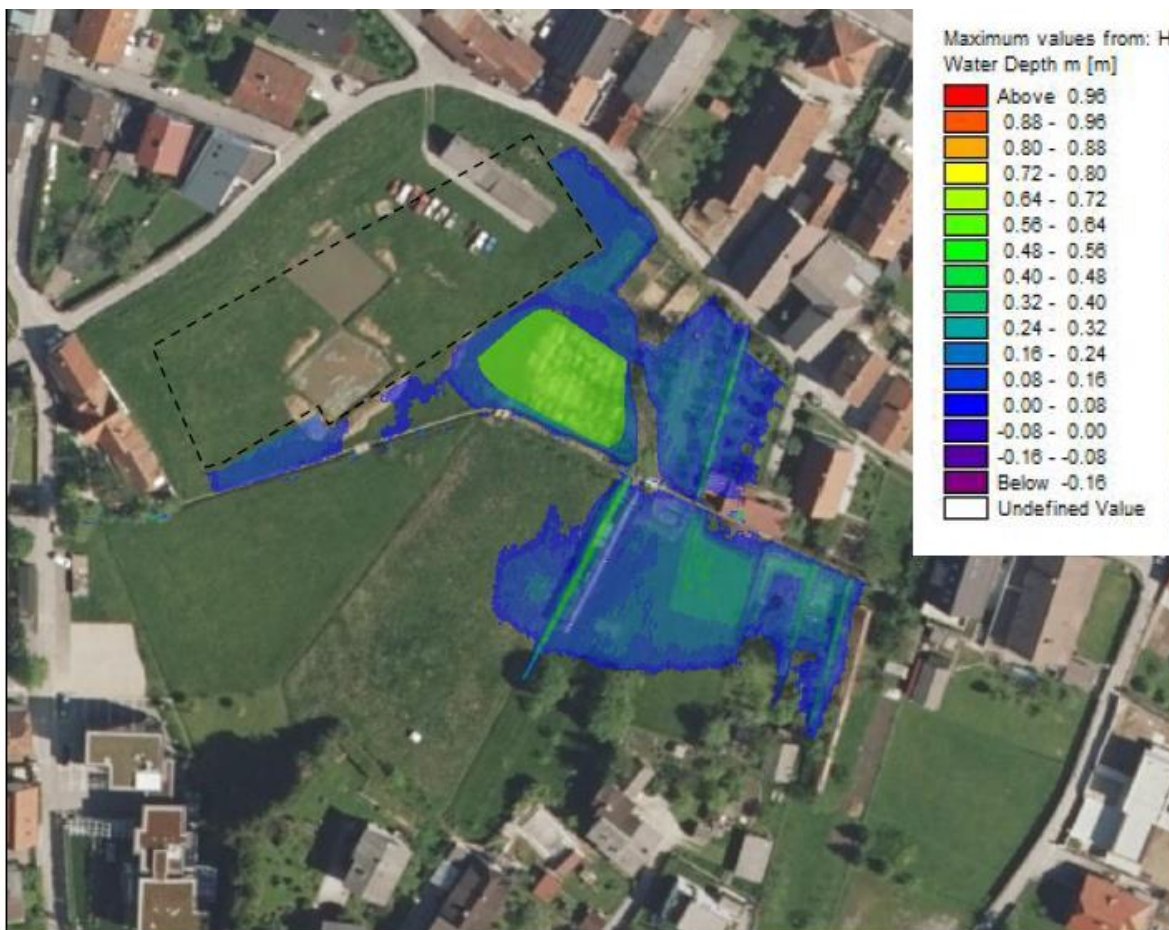 Maximum values from: H
Water Depth m [m]
Above 0.96
0.88 - 0.96
0.80 - 0.88
0.72 - 0.80
0.64 - 0.72
0.56 - 0.64
0.48 - 0.56
0.40 - 0.48
0.32 - 0.40
0.24 - 0.32
0.16 - 0.24
0.08 - 0.16
0.00 - 0.08
-0.08 - 0.00
-0.16 - -0.08
Below -0.16
Undefined Value